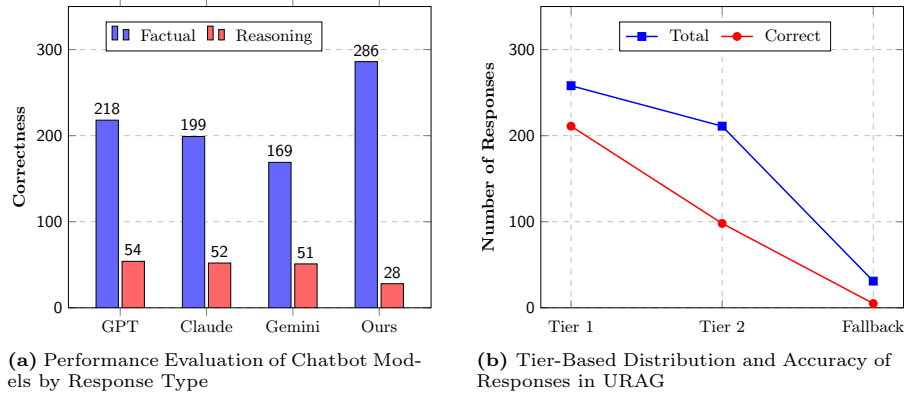 300
200
100
0
Correctness
Factual
Reasoning
218
54
199
52
169
51
286
28
GPT
Claude
Gemini
Ours
(a) Performance Evaluation of Chatbot Mod-
els by Response Type
300
200
100
0
Number of Responses
Total
Correct
Tier 1
Tier 2
Fallback
(b) Tier-Based Distribution and Accuracy of
Responses in URAG